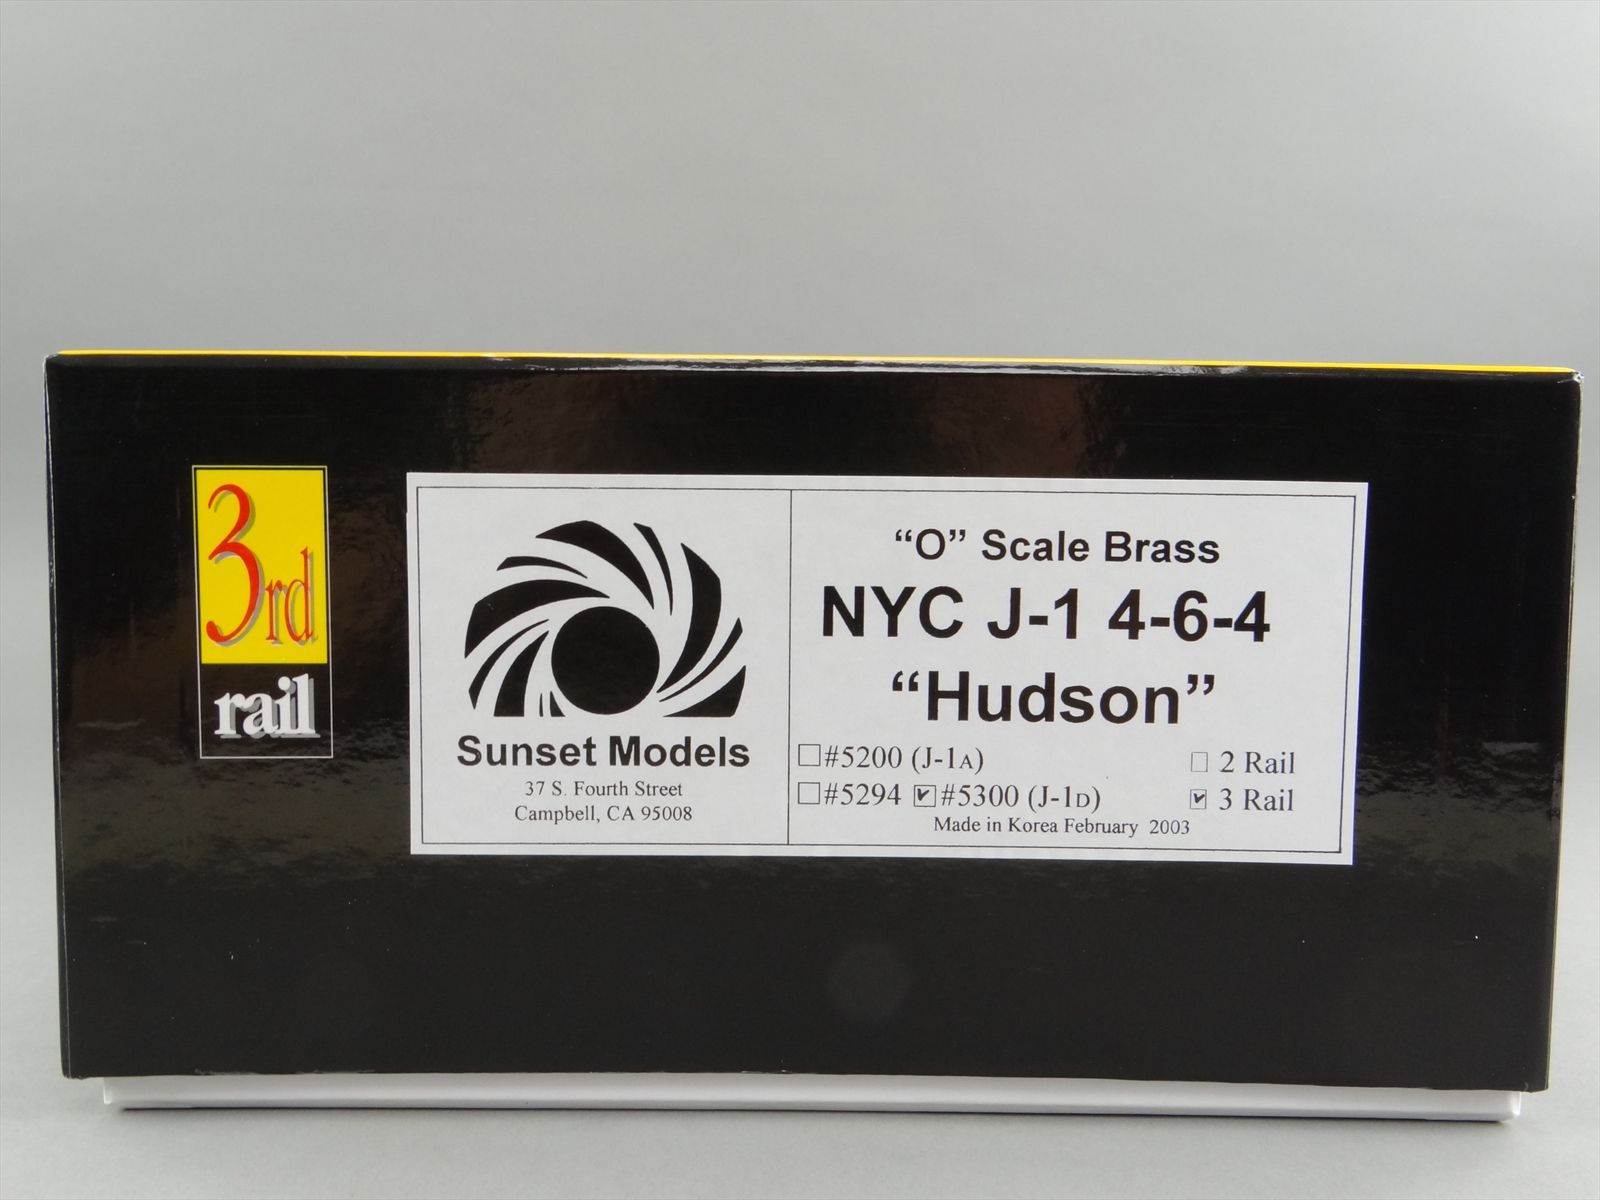 3rd
rail
Sunset Models
37 S. Fourth Street
Campbell, CA 95008
“O” Scale Brass
NYC J-1 4-6-4
“Hudson”
☐#5200 (J-1A) ☐ 2 Rail
☐#5294 ☑#5300 (J-1D) ☑ 3 Rail
Made in Korea February 2003